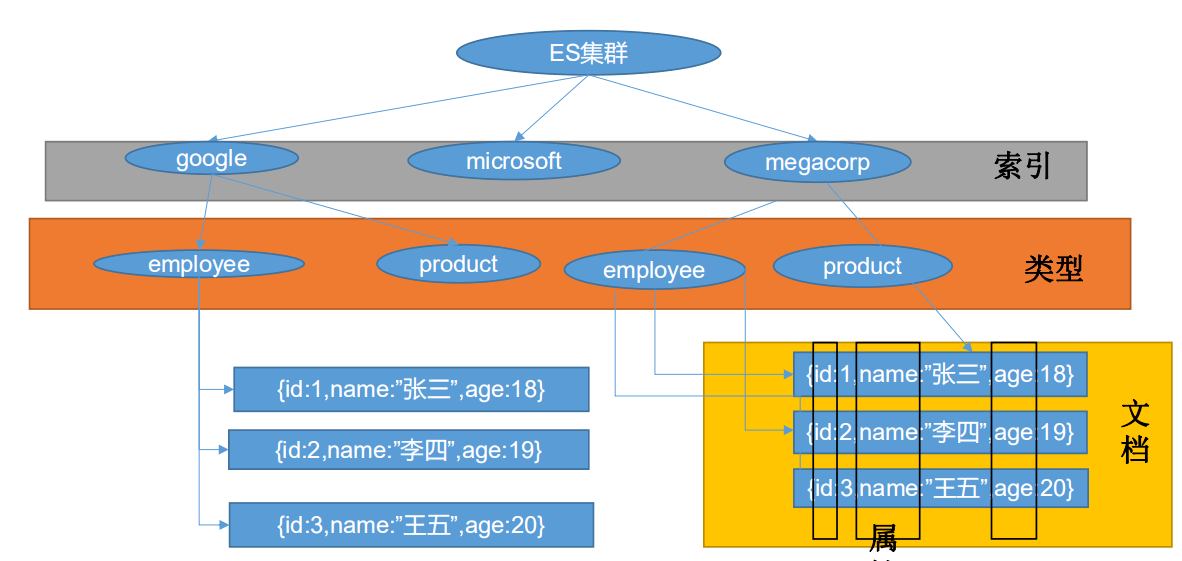 ES集群
google
microsoft
megacorp
索引
employee
product
employee
product
类型
{id:1,name:”张三”,age:18}
{id:2,name:”李四”,age:19}
{id:3,name:”王五”,age:20}
{id:1,name:”张三”,age:18}
{id:2,name:”李四”,age:19}
{id:3,name:”王五”,age:20}
文
档
属